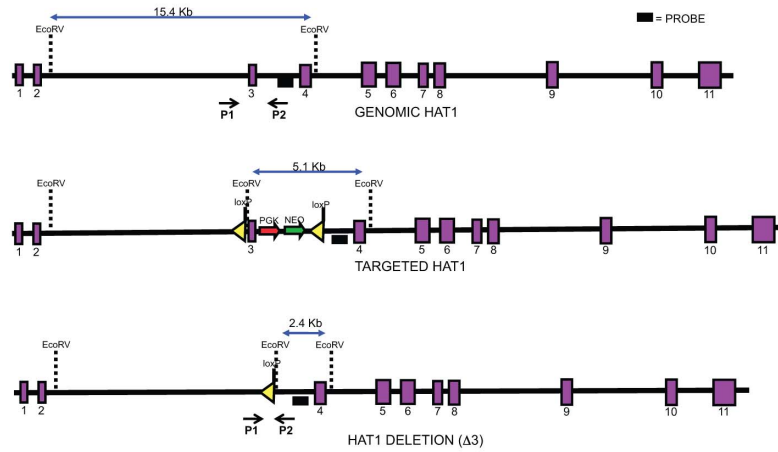 15.4 Kb
= PROBE
EcoRV EcoRV
1 2 3 4 5 6 7 8 9 10 11
P1 P2
GENOMIC HAT1
5.1 Kb
EcoRV EcoRV EcoRV
loxP loxP
PGK NEO
1 2 3 4 5 6 7 8 9 10 11
TARGETED HAT1
2.4 Kb
EcoRV EcoRV EcoRV
loxP
1 2 4 5 6 7 8 9 10 11
P1 P2
HAT1 DELETION (Δ3)